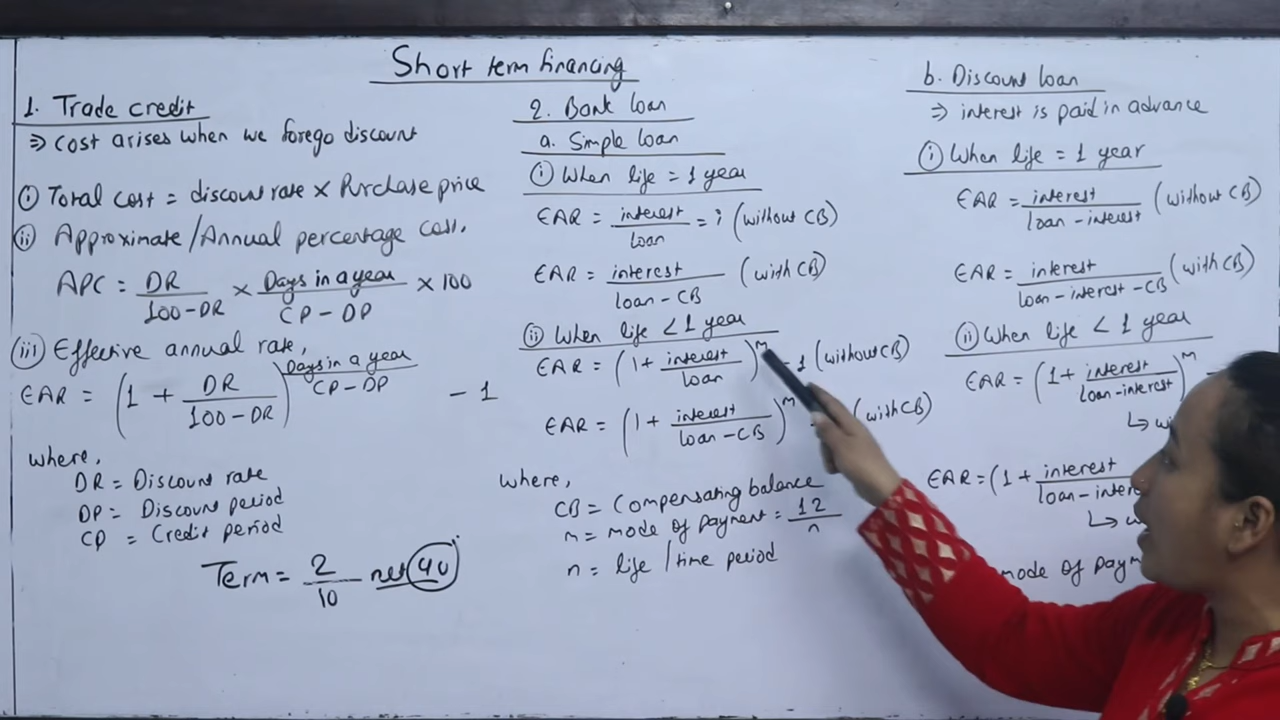 Short term financing
1. Trade credit
⇒ cost arises when we forego discount
(i) Total cost = discount rate × Purchase price
(ii) Approximate/Annual percentage cost.
APC = DR/100-DR × Days in a year/CP-DP × 100
(iii) Effective annual rate,
EAR = (1 + DR/100-DR)^(Days in a year/CP-DP) - 1
where,
DR = Discount rate
DP = Discount period
CP = Credit period
Term = 2/10 net 40
2. Bank loan
a. Simple loan
(i) When life = 1 year
EAR = interest/loan = i (without CB)
EAR = interest/loan - CB (with CB)
(ii) When life < 1 year
EAR = (1 + interest/loan)^m - 1 (without CB)
EAR = (1 + interest/loan - CB)^m - (with CB)
where,
CB = Compensating balance
m = mode of payment = 12/n
n = life/time period
b. Discount loan
⇒ interest is paid in advance
(i) When life = 1 year
EAR = interest/loan - interest (without CB)
EAR = interest/loan - interest - CB (with CB)
(ii) When life < 1 year
EAR = (1 + interest/loan - interest)^m -
EAR = (1 + interest/loan -
mode of